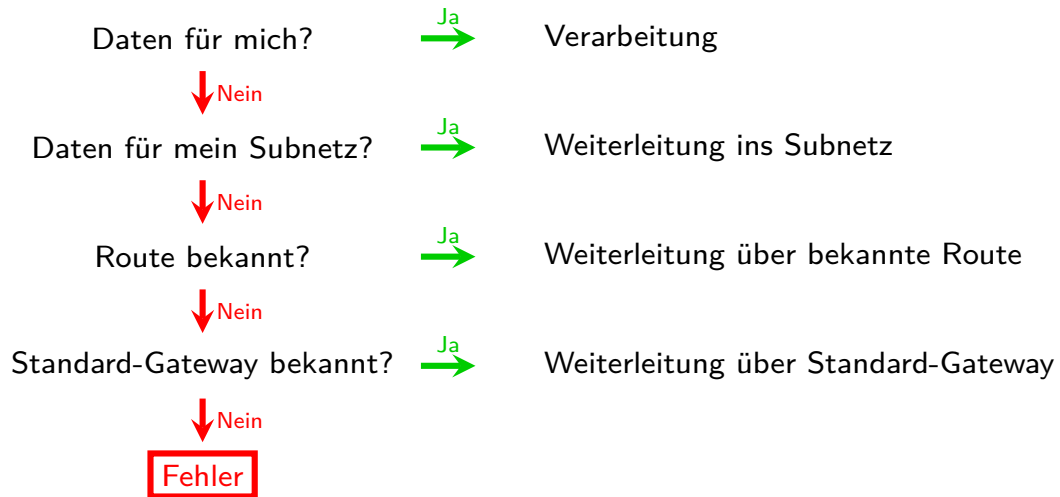 Daten für mich?
Ja
Verarbeitung
Nein
Daten für mein Subnetz?
Ja
Weiterleitung ins Subnetz
Nein
Route bekannt?
Ja
Weiterleitung über bekannte Route
Nein
Standard-Gateway bekannt?
Ja
Weiterleitung über Standard-Gateway
Nein
Fehler